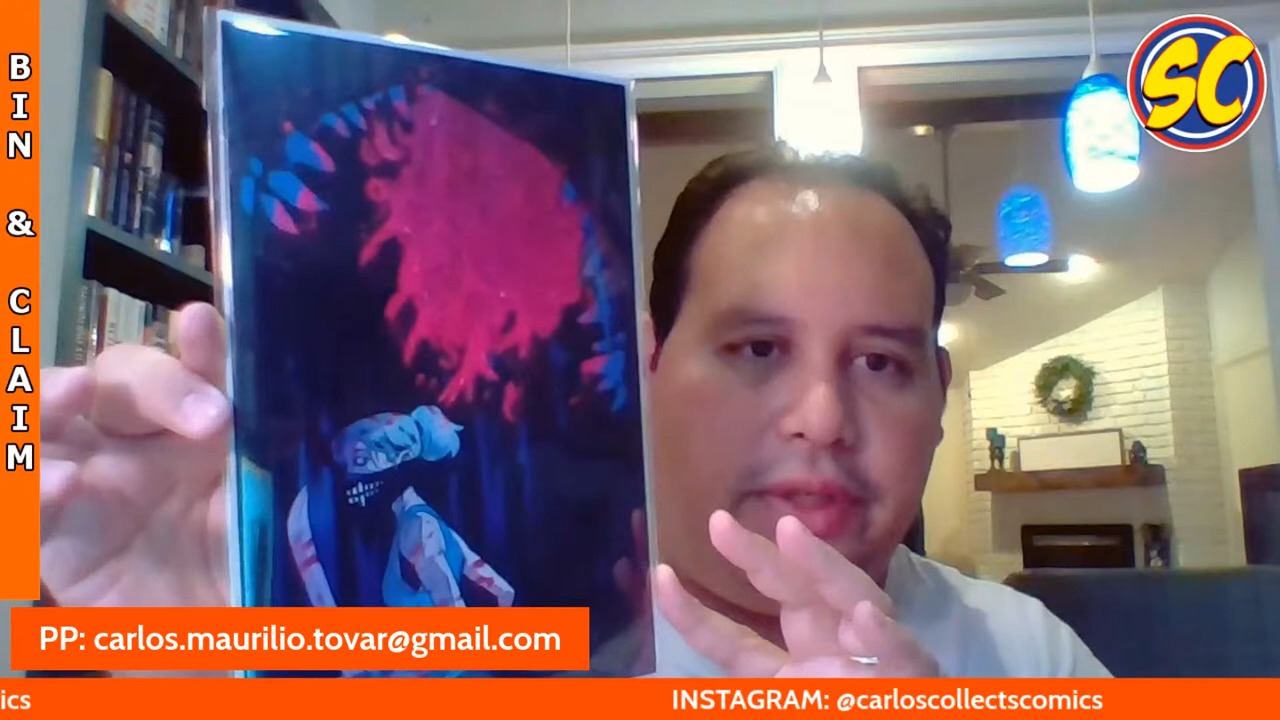 BIN & CLAIM
SC
PP: carlos.maurilio.tovar@gmail.com
ics
INSTAGRAM: @carloscollectscomics